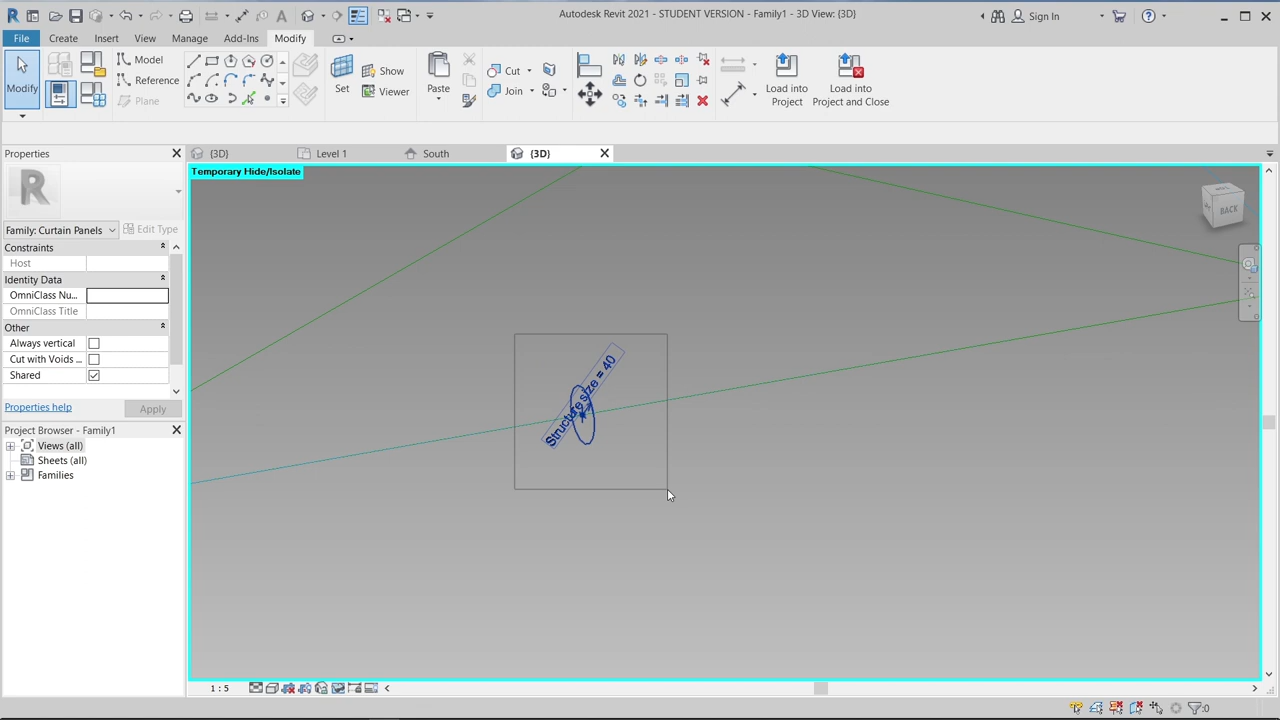 Autodesk Revit 2021 - STUDENT VERSION - Family1 - 3D View: {3D}
Sign In
File
Create
Insert
View
Manage
Add-Ins
Modify
Modify
Model
Reference
Plane
Set
Show
Viewer
Paste
Cut
Join
Load into
Project
Load into
Project and Close
Properties
{3D}
Level 1
South
{3D}
Temporary Hide/Isolate
Family: Curtain Panels
Edit Type
Constraints
Host
Identity Data
OmniClass Nu...
OmniClass Title
Other
Always vertical
Cut with Voids ...
Shared
Properties help
Apply
Project Browser - Family1
Views (all)
Sheets (all)
Families
Structure size = 40
BACK
1 : 5
:0